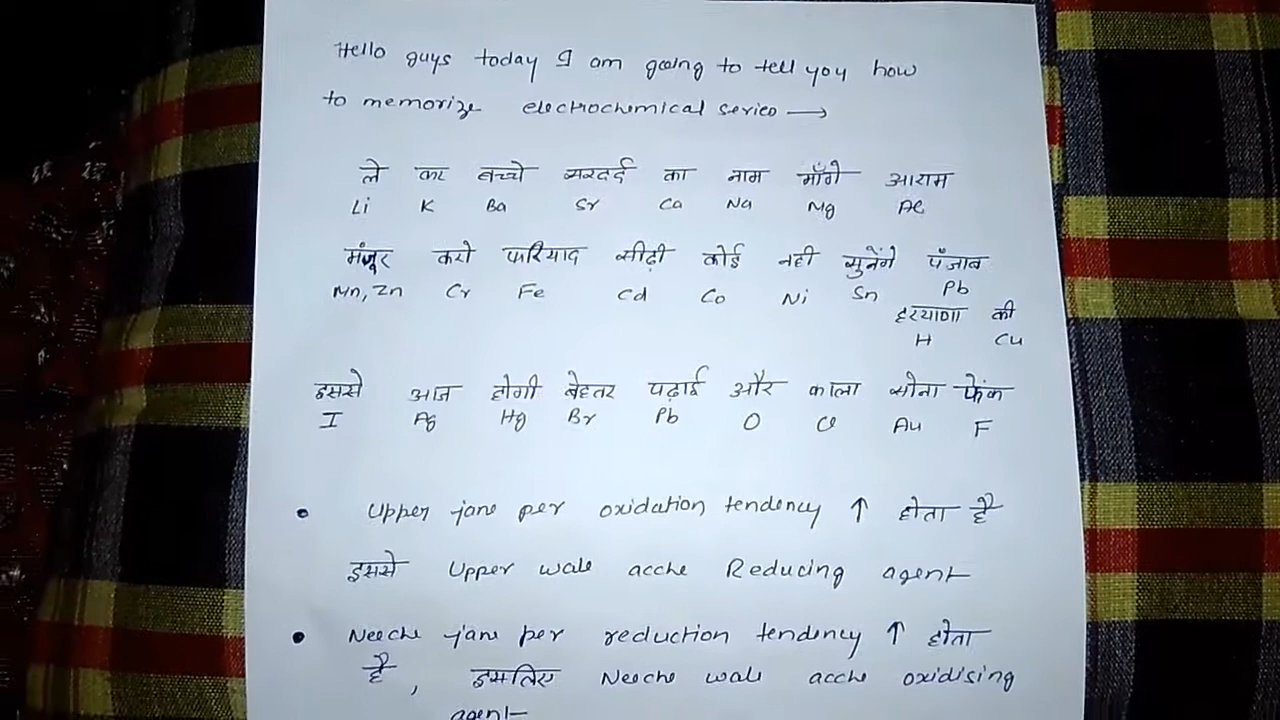 Hello guys today I am going to tell you how
to memorize electrochemical series →
ले कर बच्चे सरदर्द का नाम माँगे आराम
Li K Ba Sr Ca Na Mg Al
मंजूर करो फरियाद सीढ़ी कोई नही सुनेंगे पँजाब
Mn, Zn Cr Fe Cd Co Ni Sn Pb
हरयाणा की
H Cu
इससे आज होगी बेहतर पढ़ाई और काला सोना फेंक
I Ag Hg Br Pb O Cl Au F
• Upper jane per oxidation tendency ↑ होता है
इससे Upper wale acche Reducing agent
• Neeche jane per reduction tendency ↑ होता
है, इसलिए Neeche wale acche oxidising
agent